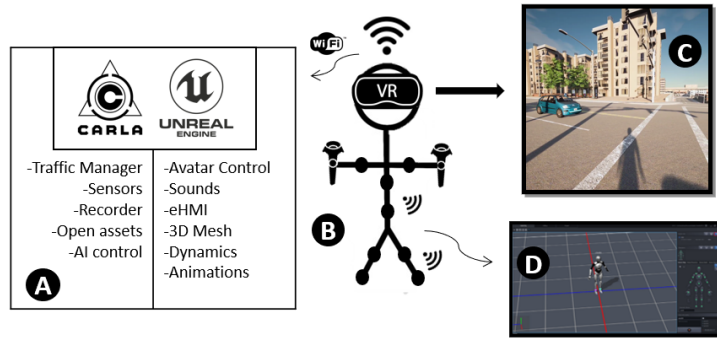 WiFi
VR
C
CARLA
UNREAL
ENGINE
-Traffic Manager
-Sensors
-Recorder
-Open assets
-AI control
-Avatar Control
-Sounds
-eHMI
-3D Mesh
-Dynamics
-Animations
A
B
D